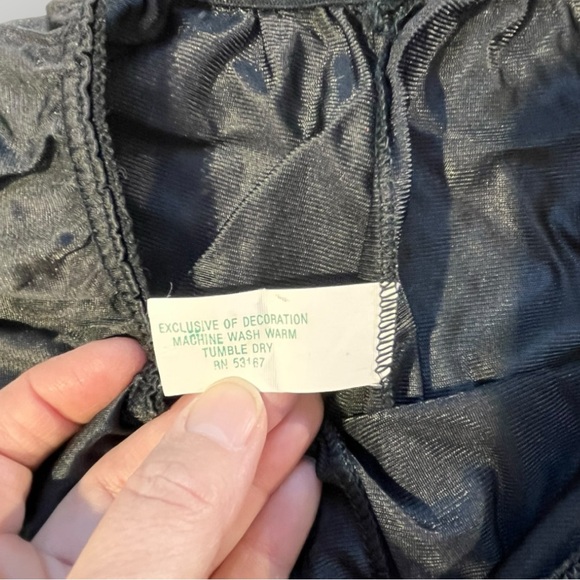 EXCLUSIVE OF DECORATION
MACHINE WASH WARM
TUMBLE DRY
RN 53167